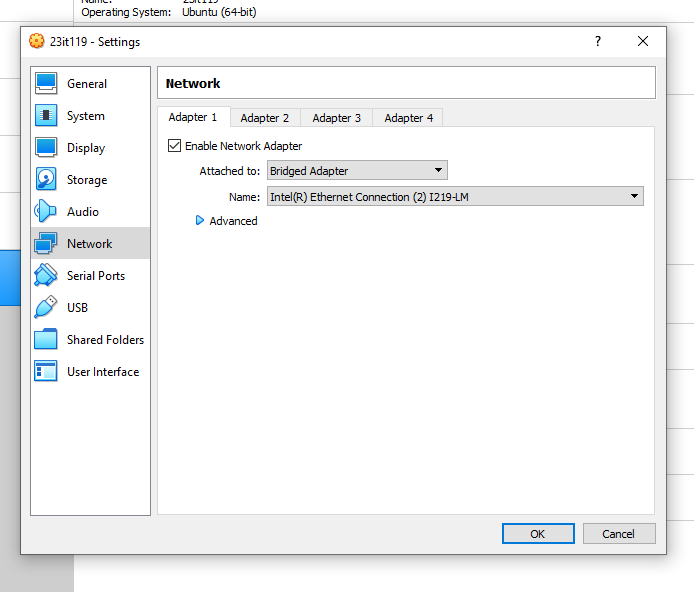 Name: 23it119
Operating System: Ubuntu (64-bit)
23it119 - Settings ?
General
System
Display
Storage
Audio
Network
Serial Ports
USB
Shared Folders
User Interface
Network
Adapter 1 Adapter 2 Adapter 3 Adapter 4
Enable Network Adapter
Attached to: Bridged Adapter
Name: Intel(R) Ethernet Connection (2) I219-LM
Advanced
OK Cancel